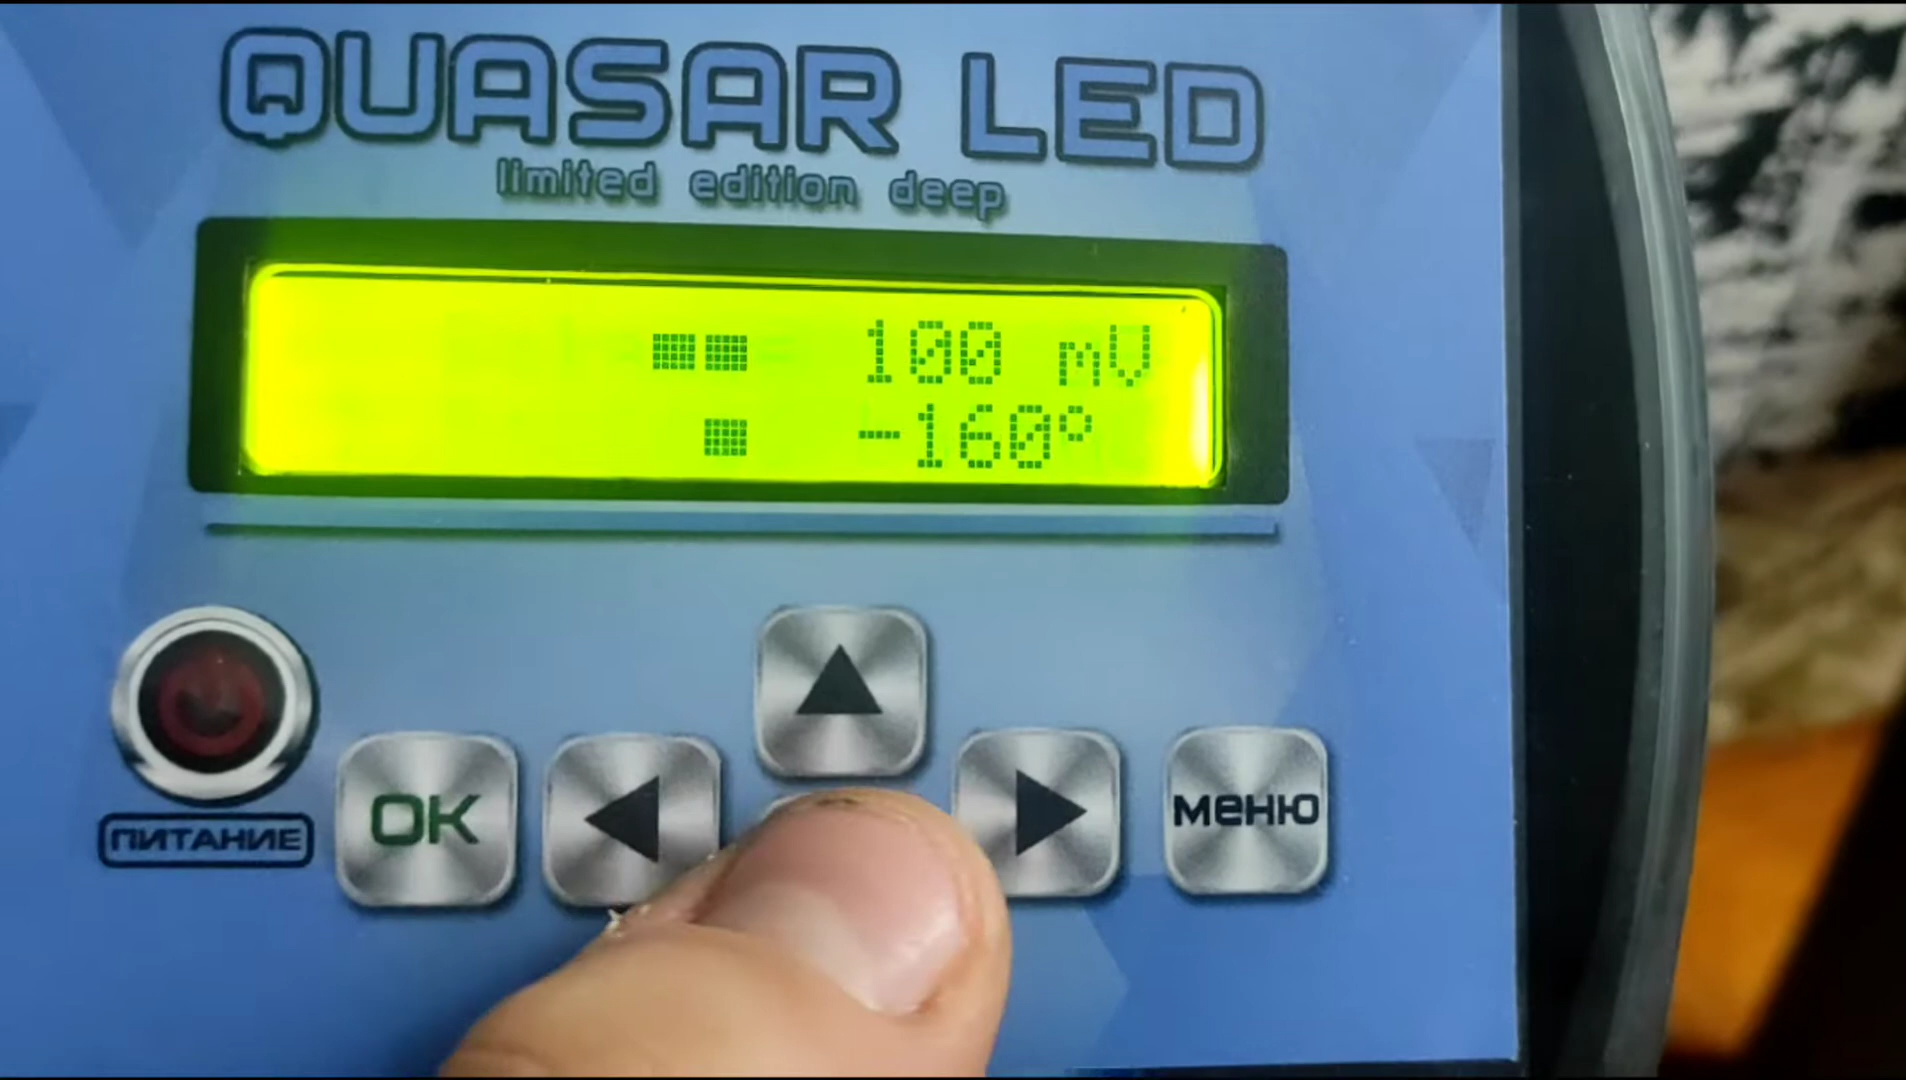 QUASAR LED
limited edition deep
100 mV
-160°
ПИТАНИЕ
OK
меню